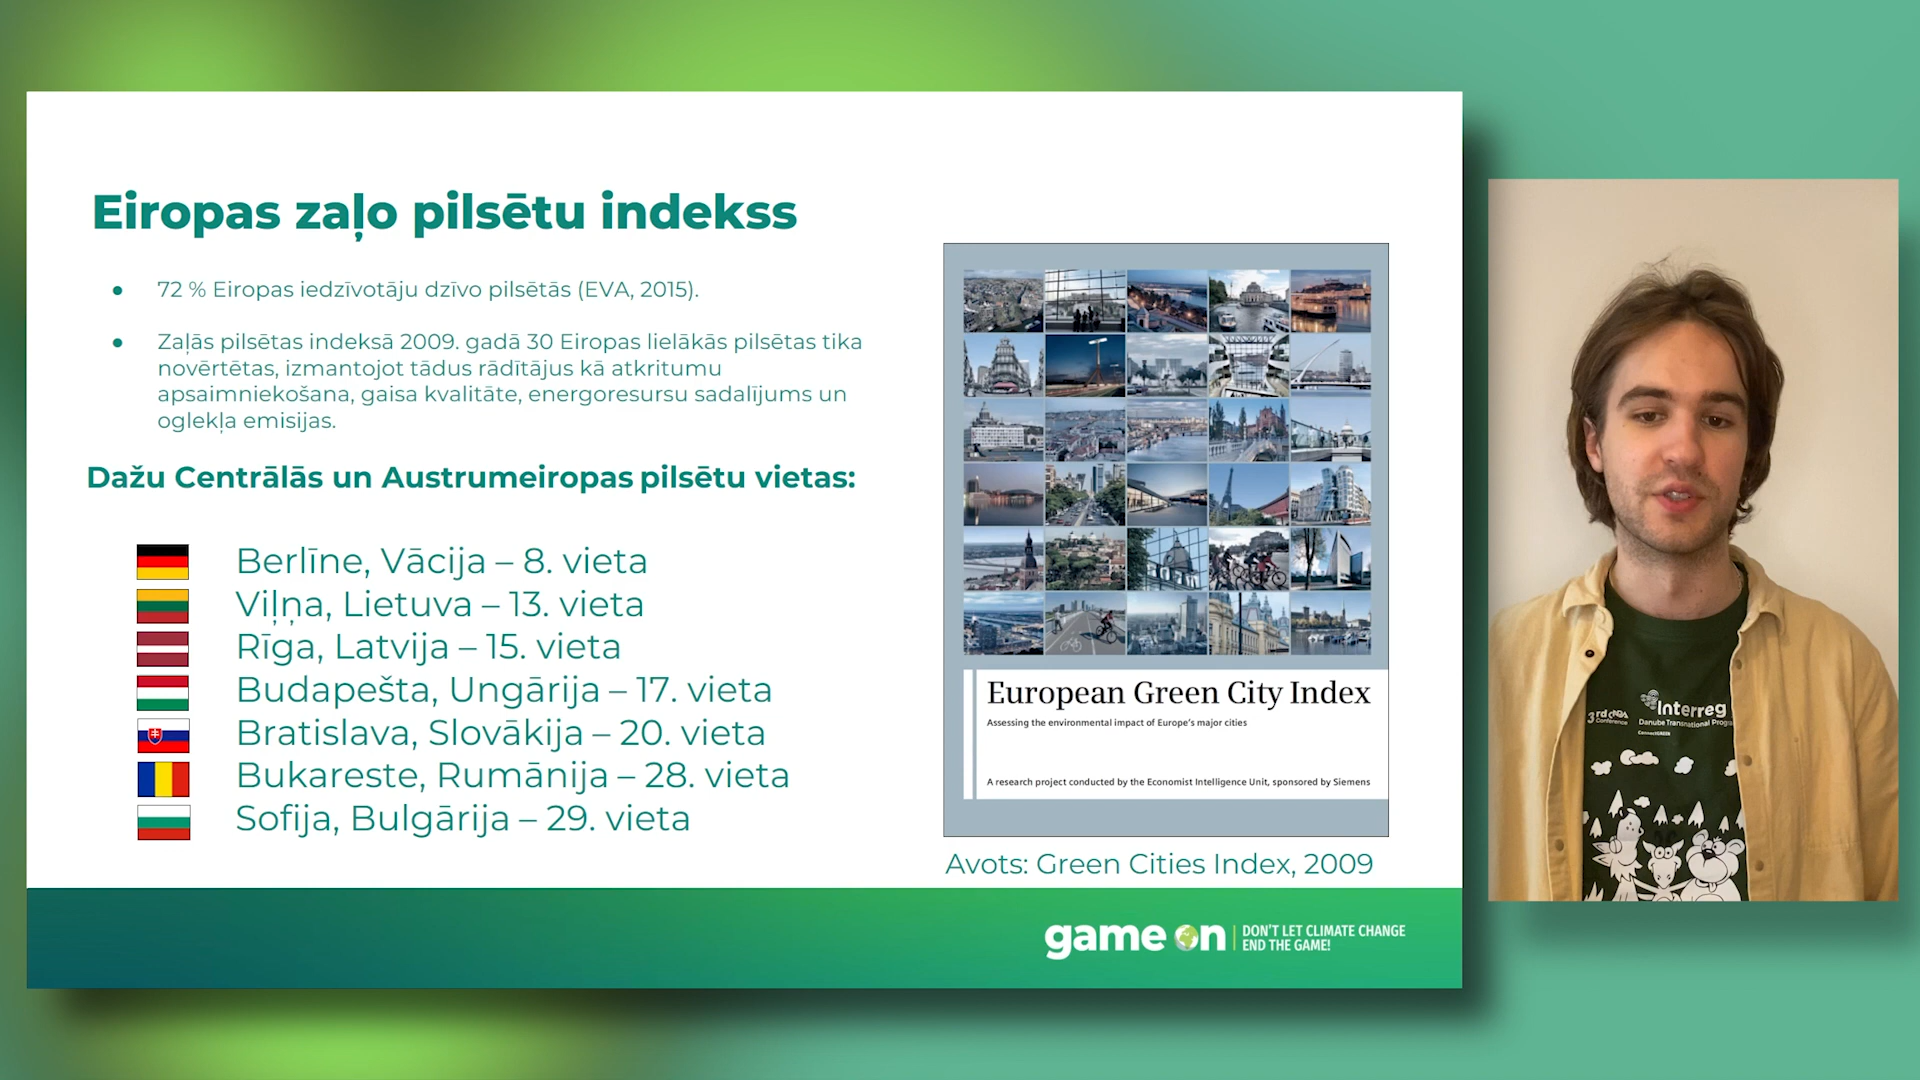 Eiropas zaļo pilsētu indekss
● 72 % Eiropas iedzīvotāju dzīvo pilsētās (EVA, 2015).
● Zaļās pilsētas indeksā 2009. gadā 30 Eiropas lielākās pilsētas tika
novērtētas, izmantojot tādus rādītājus kā atkritumu
apsaimniekošana, gaisa kvalitāte, energoresursu sadalījums un
oglekļa emisijas.
Dažu Centrālās un Austrumeiropas pilsētu vietas:
Berlīne, Vācija – 8. vieta
Viļņa, Lietuva – 13. vieta
Rīga, Latvija – 15. vieta
Budapešta, Ungārija – 17. vieta
Bratislava, Slovākija – 20. vieta
Bukareste, Rumānija – 28. vieta
Sofija, Bulgārija – 29. vieta
European Green City Index
Assessing the environmental impact of Europe's major cities
A research project conducted by the Economist Intelligence Unit, sponsored by Siemens
Avots: Green Cities Index, 2009
game on
DON'T LET CLIMATE CHANGE
END THE GAME!
3rd
Conference
Interreg
Danube Transnational
ConnectGREEN